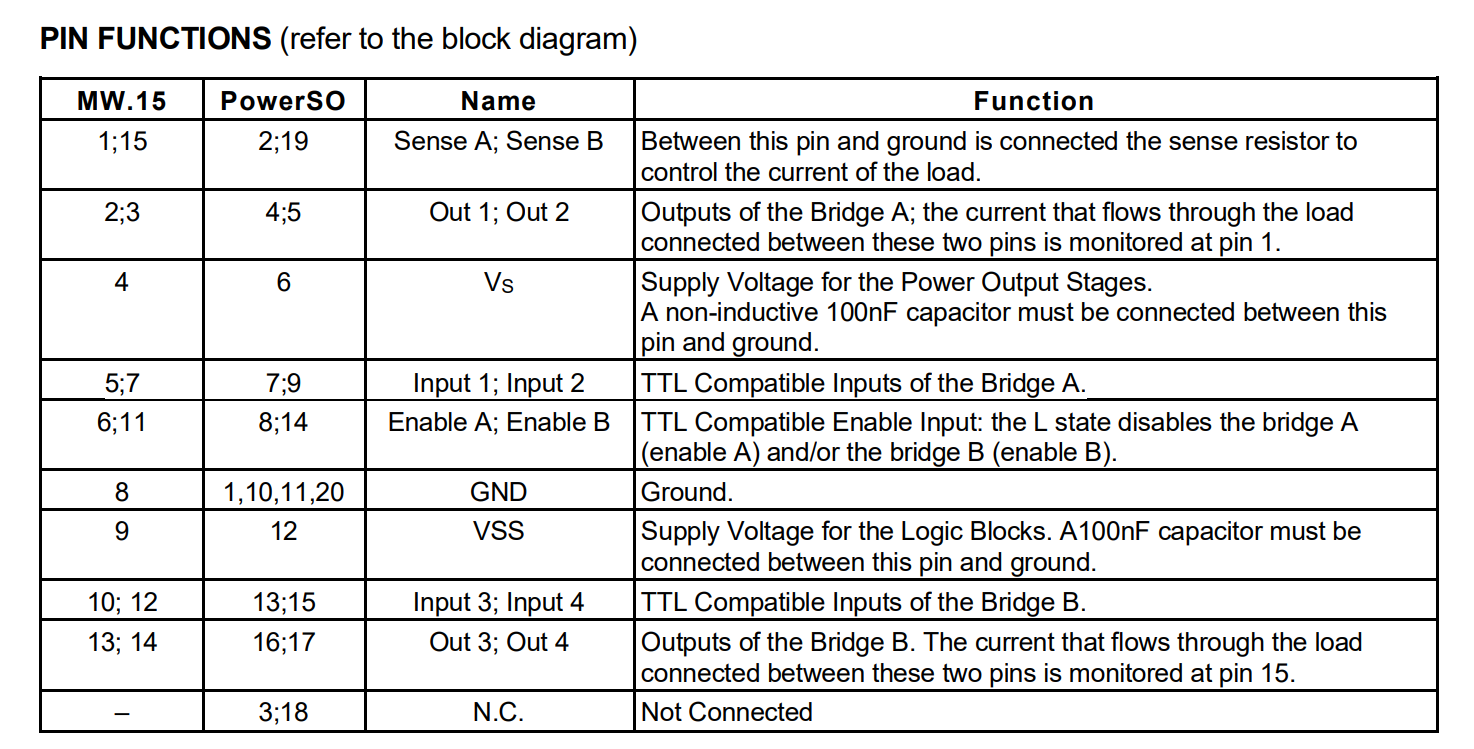 PIN FUNCTIONS (refer to the block diagram)
MW.15 PowerSO Name Function
1;15 2;19 Sense A; Sense B Between this pin and ground is connected the sense resistor to
control the current of the load.
2;3 4;5 Out 1; Out 2 Outputs of the Bridge A; the current that flows through the load
connected between these two pins is monitored at pin 1.
4 6 VS Supply Voltage for the Power Output Stages.
A non-inductive 100nF capacitor must be connected between this
pin and ground.
5;7 7;9 Input 1; Input 2 TTL Compatible Inputs of the Bridge A.
6;11 8;14 Enable A; Enable B TTL Compatible Enable Input: the L state disables the bridge A
(enable A) and/or the bridge B (enable B).
8 1,10,11,20 GND Ground.
9 12 VSS Supply Voltage for the Logic Blocks. A100nF capacitor must be
connected between this pin and ground.
10; 12 13;15 Input 3; Input 4 TTL Compatible Inputs of the Bridge B.
13; 14 16;17 Out 3; Out 4 Outputs of the Bridge B. The current that flows through the load
connected between these two pins is monitored at pin 15.
– 3;18 N.C. Not Connected